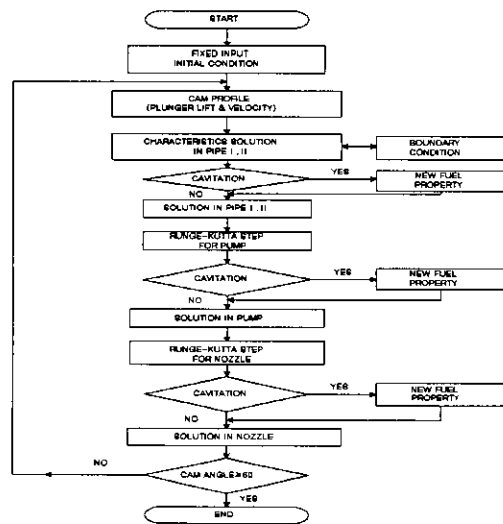 START
FIXED INPUT
INITIAL CONDITION
CAM PROFILE
(PLUNGER LIFT & VELOCITY)
CHARACTERISTICS SOLUTION
IN PIPE I , II
BOUNDARY
CONDITION
CAVITATION
YES
NEW FUEL
PROPERTY
NO
SOLUTION IN PIPE I , II
RUNGE-KUTTA STEP
FOR PUMP
CAVITATION
YES
NEW FUEL
PROPERTY
NO
SOLUTION IN PUMP
RUNGE-KUTTA STEP
FOR NOZZLE
CAVITATION
YES
NEW FUEL
PROPERTY
NO
SOLUTION IN NOZZLE
NO
CAM ANGLE
YES
END